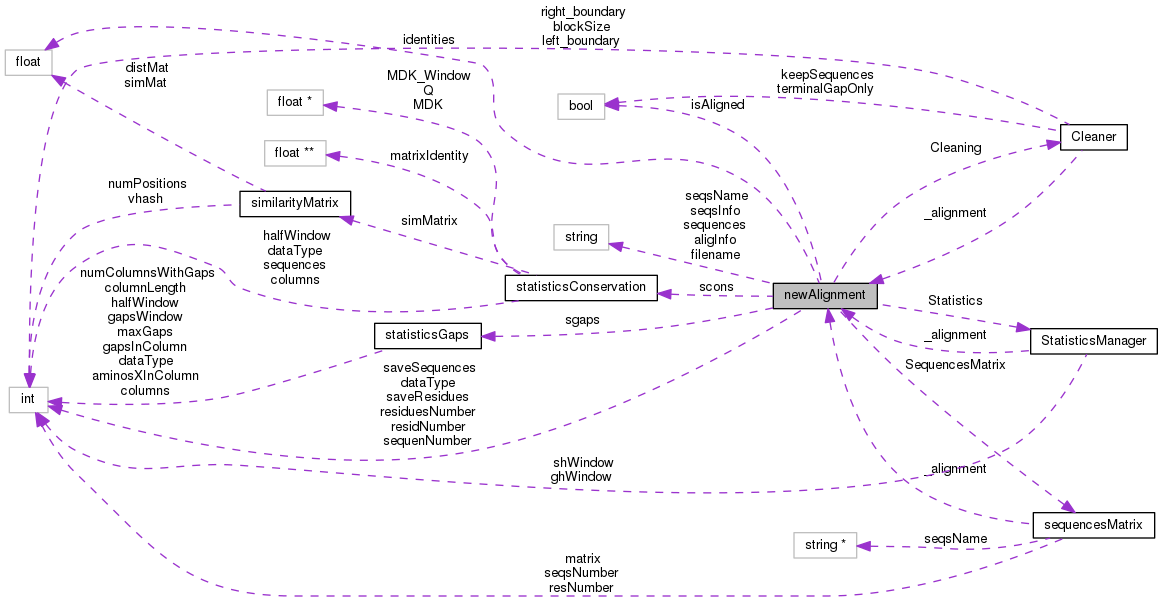 right_boundary
blockSize
left_boundary
identities
float
distMat
simMat
MDK_Window
Q
MDK
keepSequences
terminalGapOnly
float *
bool
isAligned
Cleaner
Cleaning
float **
matrixIdentity
numPositions
vhash
similarityMatrix
simMatrix
seqsName
seqsInfo
sequences
aligInfo
filename
_alignment
string
halfWindow
dataType
sequences
columns
statisticsConservation
scons
newAlignment
numColumnsWithGaps
columnLength
halfWindow
gapsWindow
maxGaps
gapsInColumn
dataType
aminosXInColumn
columns
statisticsGaps
sgaps
Statistics
_alignment
StatisticsManager
SequencesMatrix
saveSequences
dataType
saveResidues
residuesNumber
residNumber
sequenNumber
int
shWindow
ghWindow
_alignment
sequencesMatrix
seqsName
string *
matrix
seqsNumber
resNumber